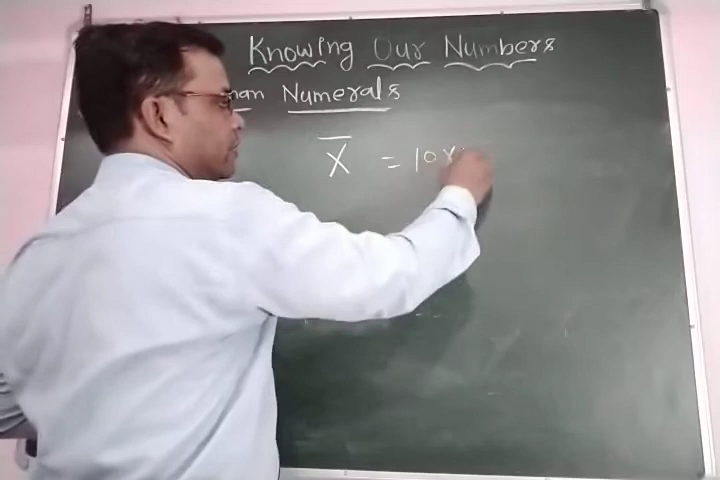 Knowing Our Numbers
man Numerals
X̅ = 10×